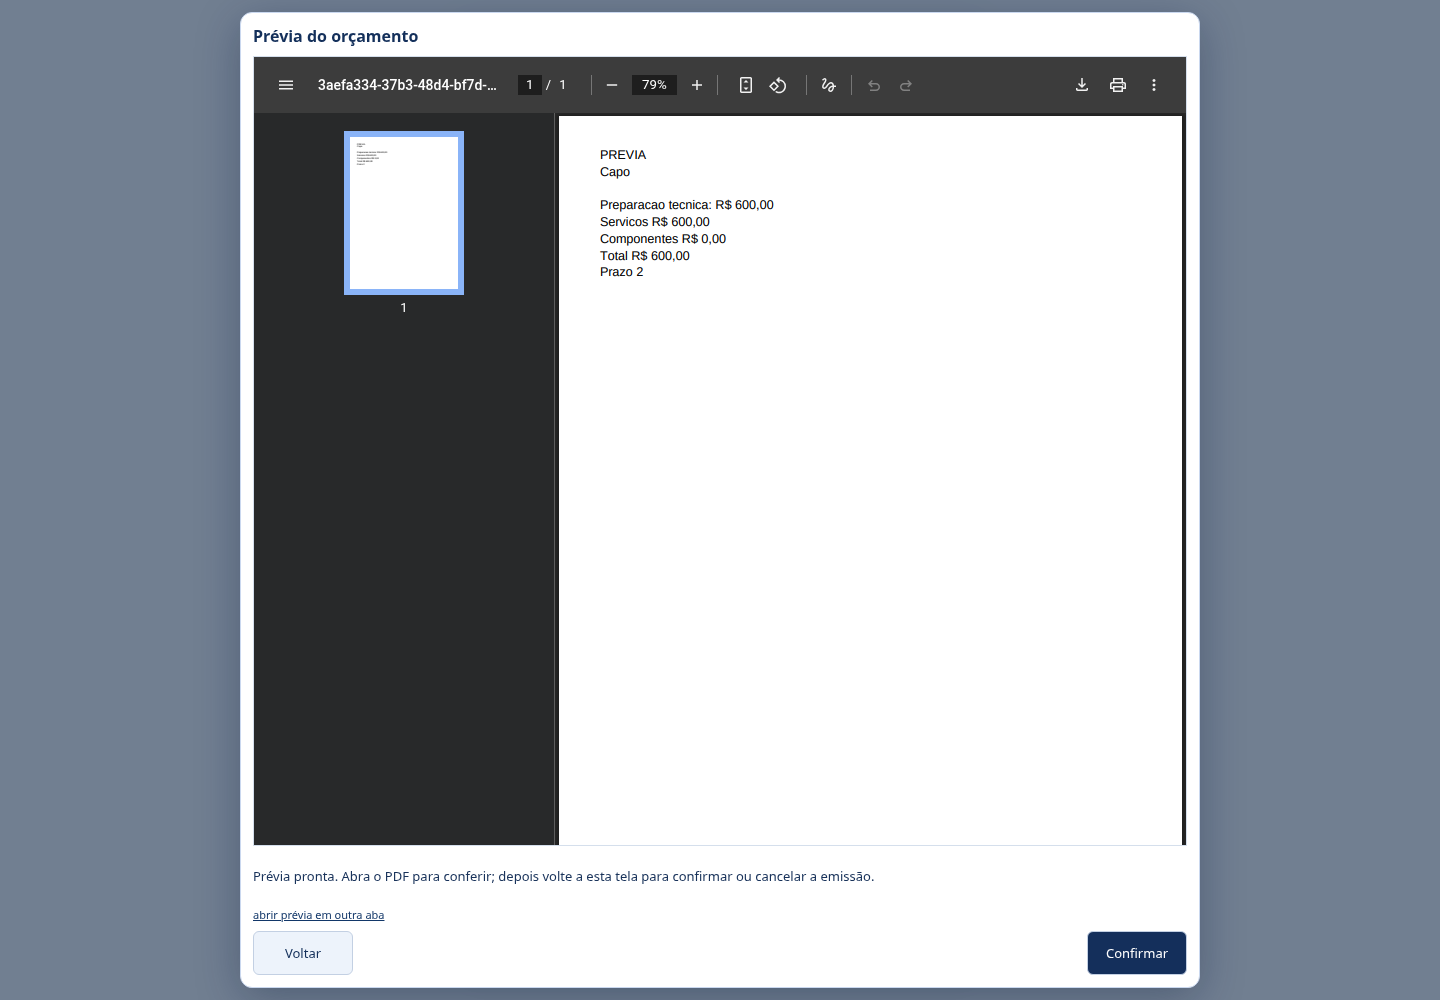 Prévia do orçamento
3aefa334-37b3-48d4-bf7d-...
1 / 1
79%
1
PREVIA
Capo
Preparacao tecnica: R$ 600,00
Servicos R$ 600,00
Componentes R$ 0,00
Total R$ 600,00
Prazo 2
Prévia pronta. Abra o PDF para conferir; depois volte a esta tela para confirmar ou cancelar a emissão.
abrir prévia em outra aba
Voltar
Confirmar